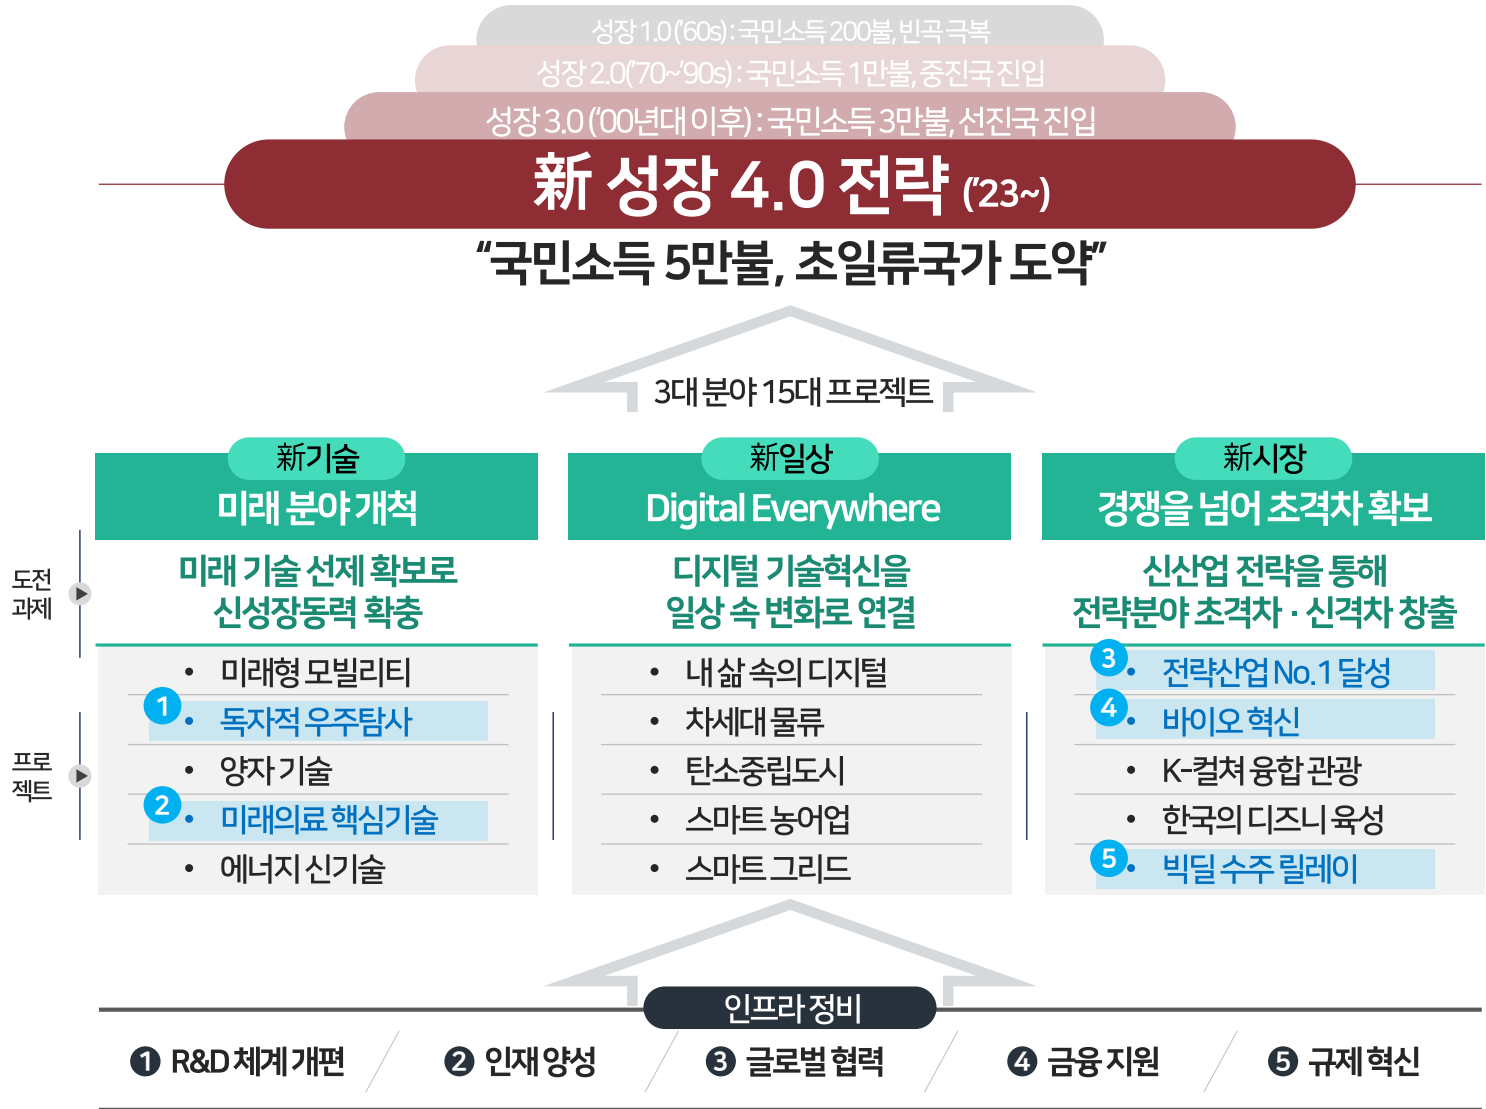 성장 1.0 ('60s) : 국민소득 200불, 빈곡 극복
성장 2.0('70~'90s) : 국민소득 1만불, 중진국 진입
성장 3.0 ('00년대 이후) : 국민소득 3만불, 선진국 진입
新 성장 4.0 전략 ('23~)
“국민소득 5만불, 초일류국가 도약”
3대 분야 15대 프로젝트
新기술
미래 분야 개척
新일상
Digital Everywhere
新시장
경쟁을 넘어 초격차 확보
도전
과제
미래 기술 선제 확보로
신성장동력 확충
디지털 기술혁신을
일상 속 변화로 연결
신산업 전략을 통해
전략분야 초격차 · 신격차 창출
프로
젝트
• 미래형 모빌리티
1 • 독자적 우주탐사
• 양자 기술
2 • 미래의료 핵심기술
• 에너지 신기술
• 내 삶 속의 디지털
• 차세대 물류
• 탄소중립도시
• 스마트 농어업
• 스마트 그리드
3 • 전략산업 No.1 달성
4 • 바이오 혁신
• K-컬쳐 융합 관광
• 한국의 디즈니 육성
5 • 빅딜 수주 릴레이
인프라 정비
1 R&D 체계 개편
2 인재 양성
3 글로벌 협력
4 금융 지원
5 규제 혁신